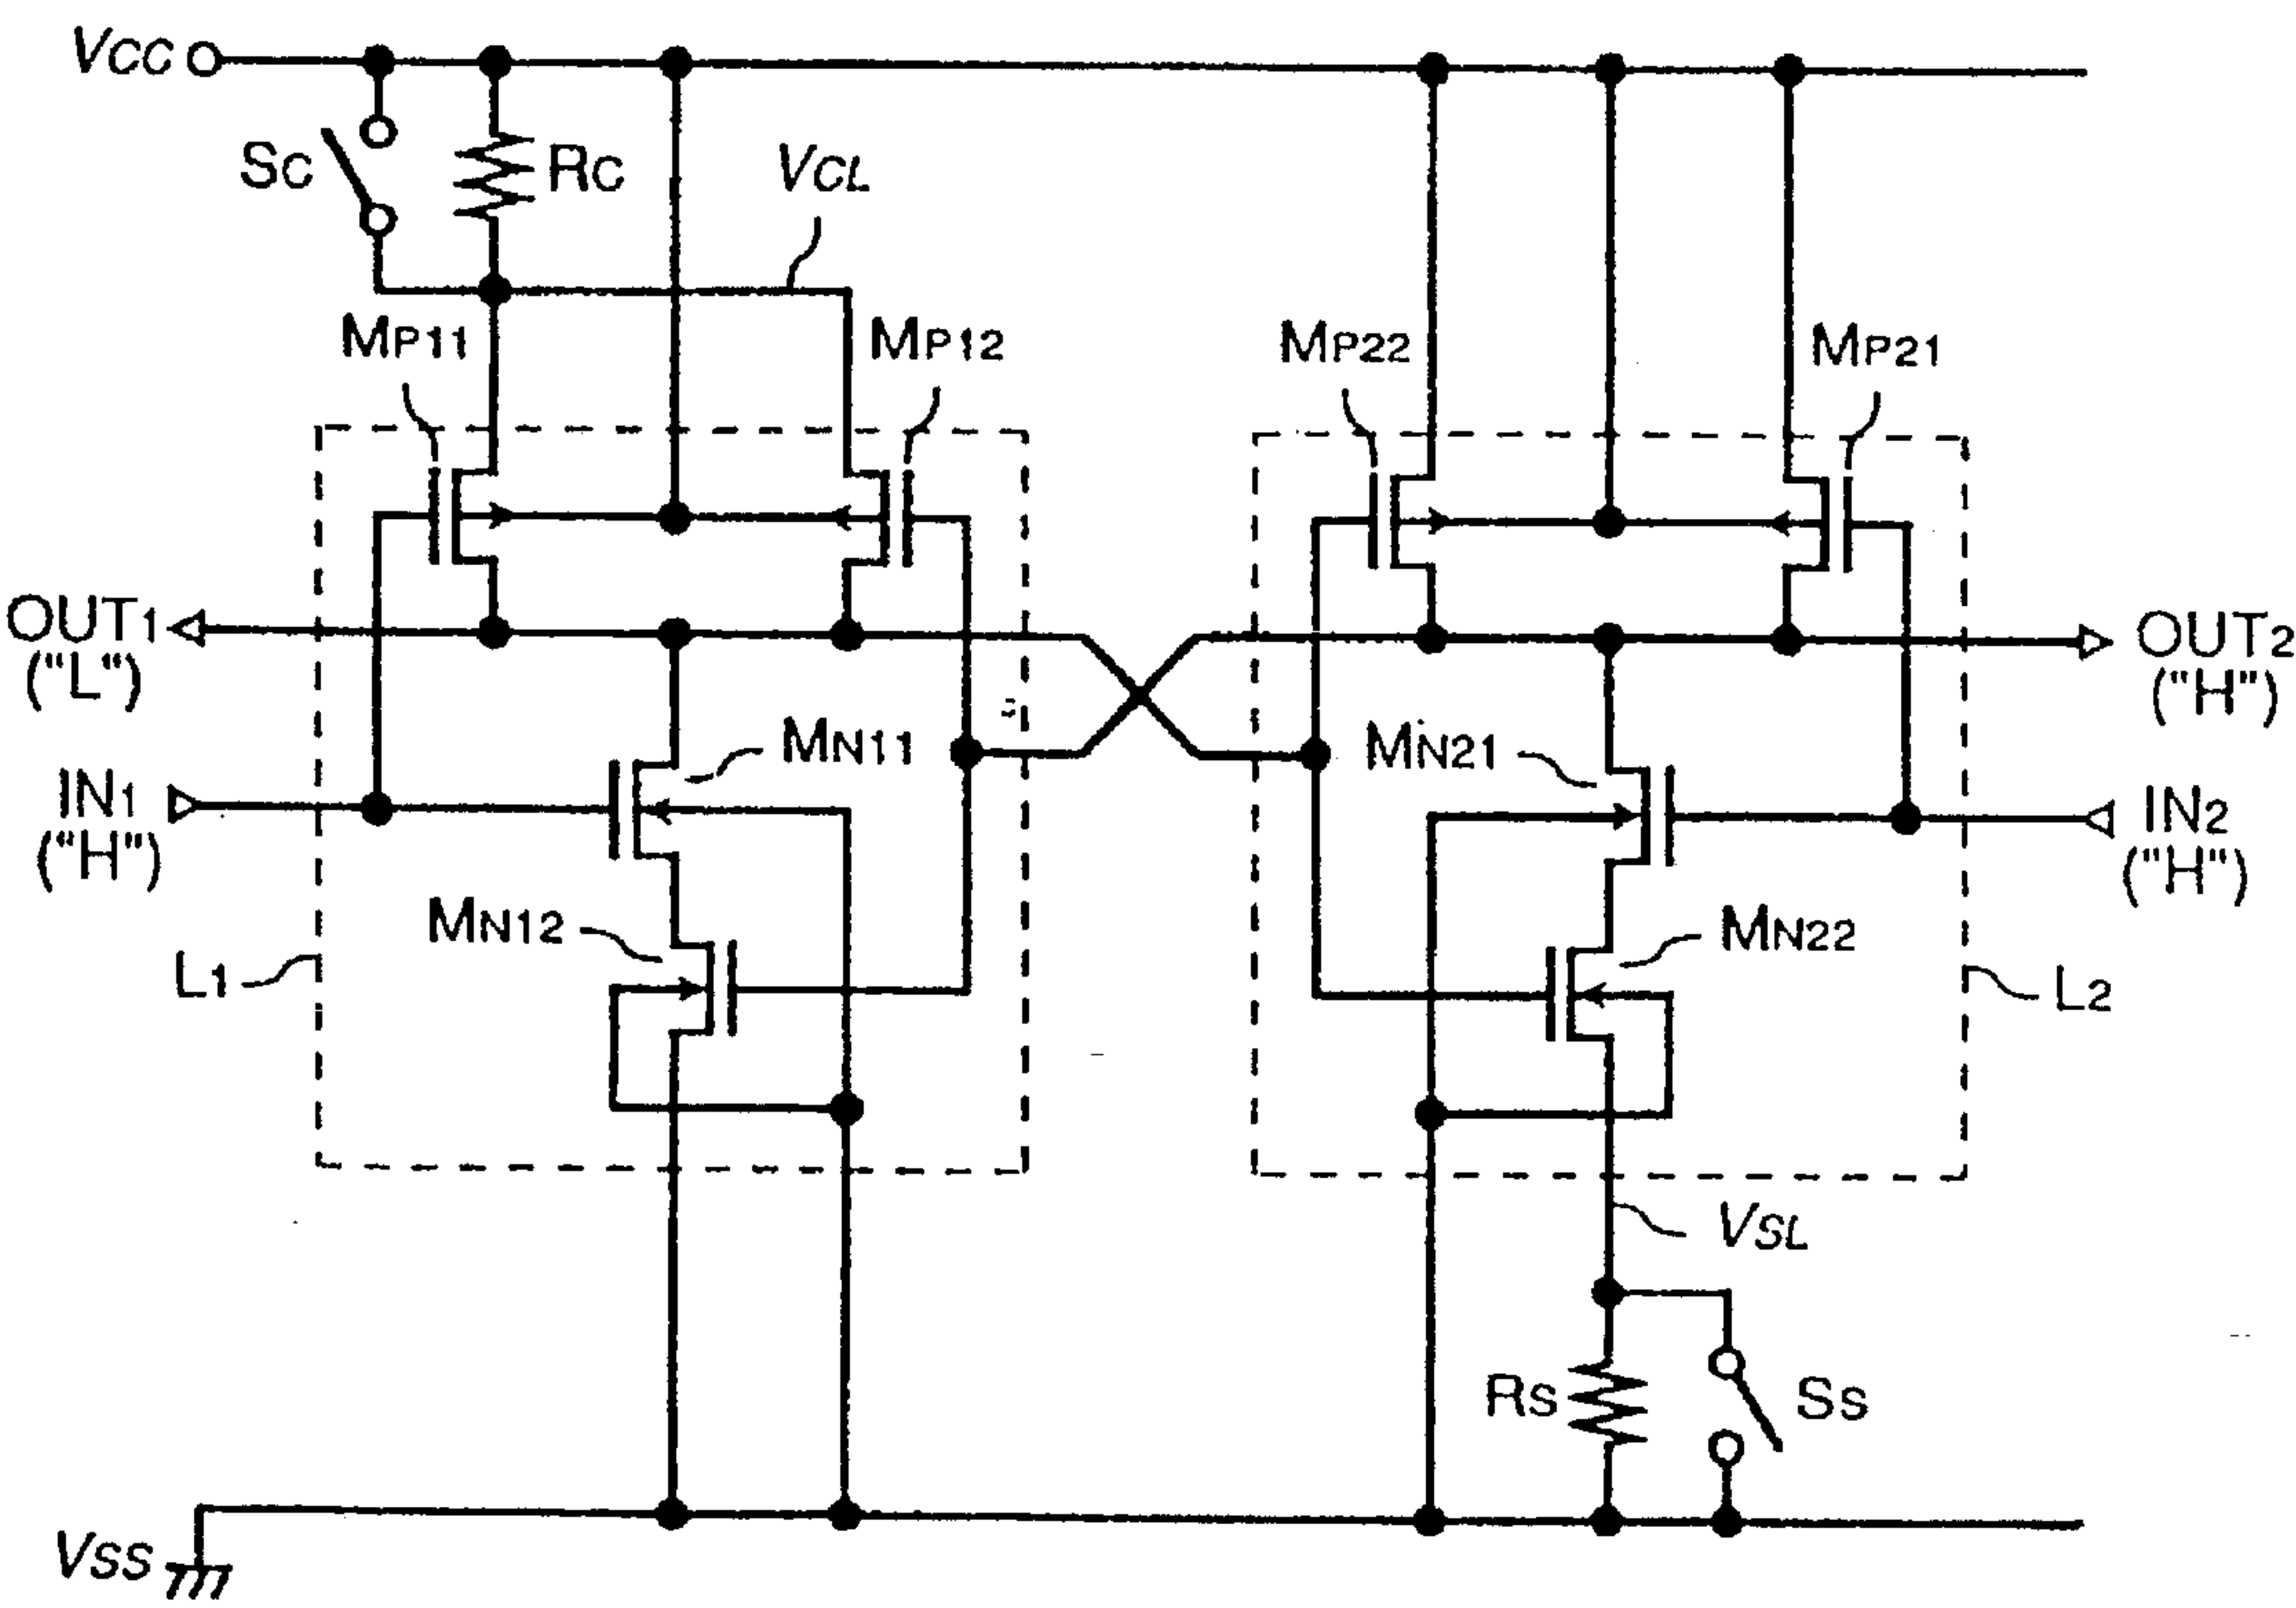 VCC
SC
RC
VCL
MP11
MP12
MP22
MP21
OUT1
("L")
OUT2
("H")
MN11
MN21
IN1
("H")
IN2
("H")
MN12
MN22
L1
L2
VSL
RS
SS
VSS